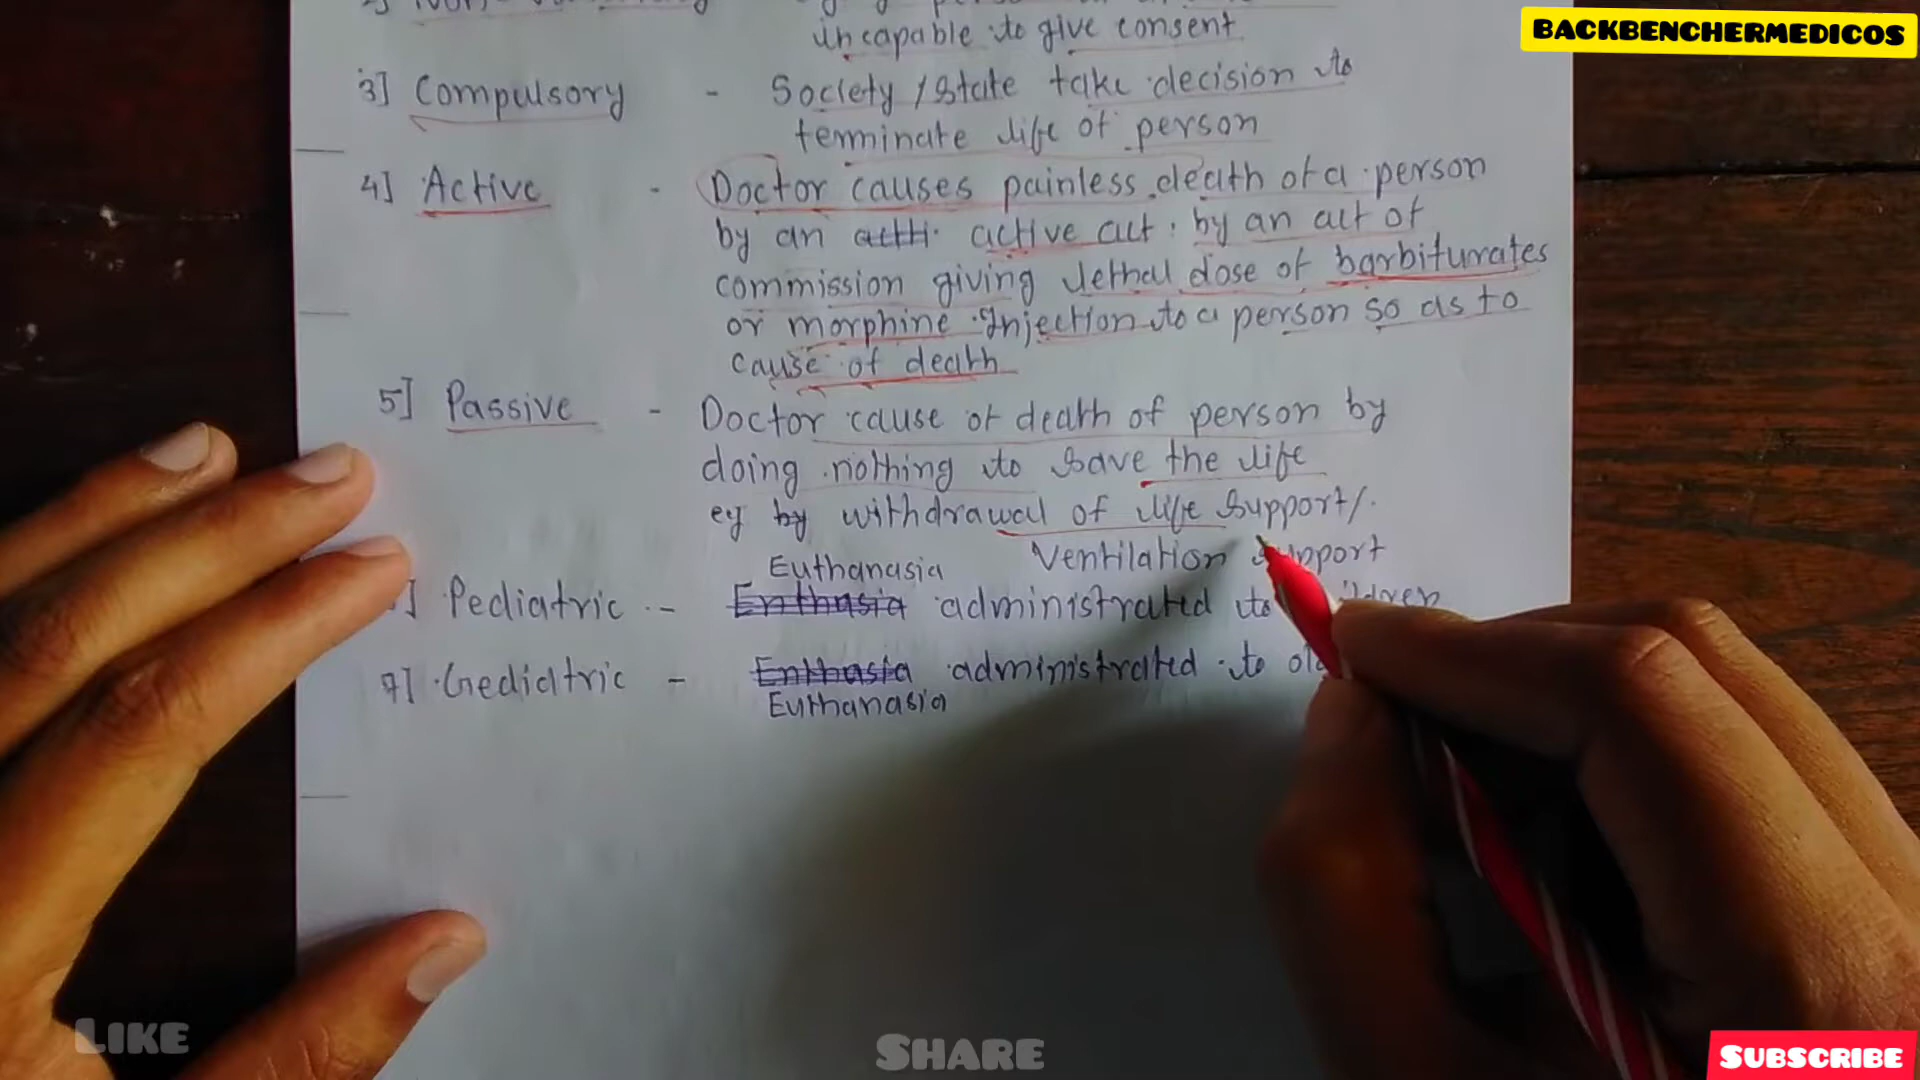 BACKBENCHERMEDICOS
incapable to give consent
3] Compulsory - Society / State take decision to
terminate life of person
4] Active - Doctor causes painless death of a person
by an acthi active act : by an act of
commission giving lethal dose of barbiturates
or morphine Injection to a person so as to
cause of death
5] Passive - Doctor cause of death of person by
doing nothing to save the life
eg by withdrawal of life support/
Ventilation support
Euthanasia
] Pediatric - Enthasia administrated to
7] Gediatric - Enthasia administrated to
Euthanasia
LIKE
SHARE
SUBSCRIBE